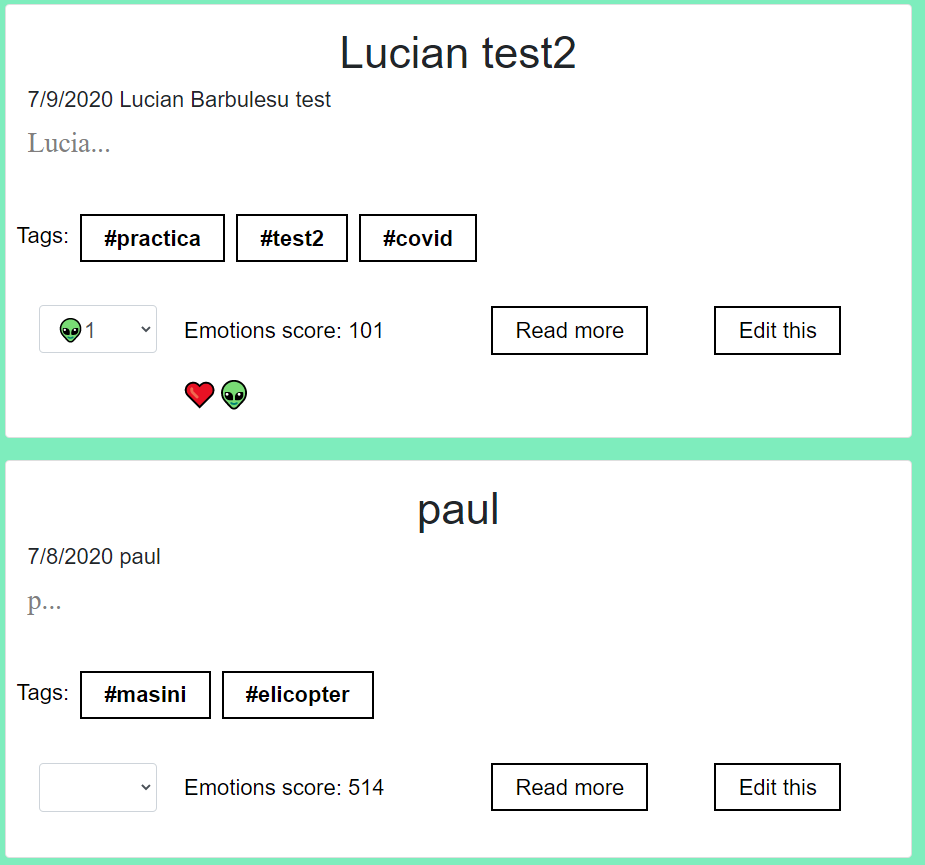 Lucian test2
7/9/2020 Lucian Barbulesu test
Lucia...
Tags: #practica #test2 #covid
👽1 Emotions score: 101 Read more Edit this
❤️👽
paul
7/8/2020 paul
p...
Tags: #masini #elicopter
Emotions score: 514 Read more Edit this